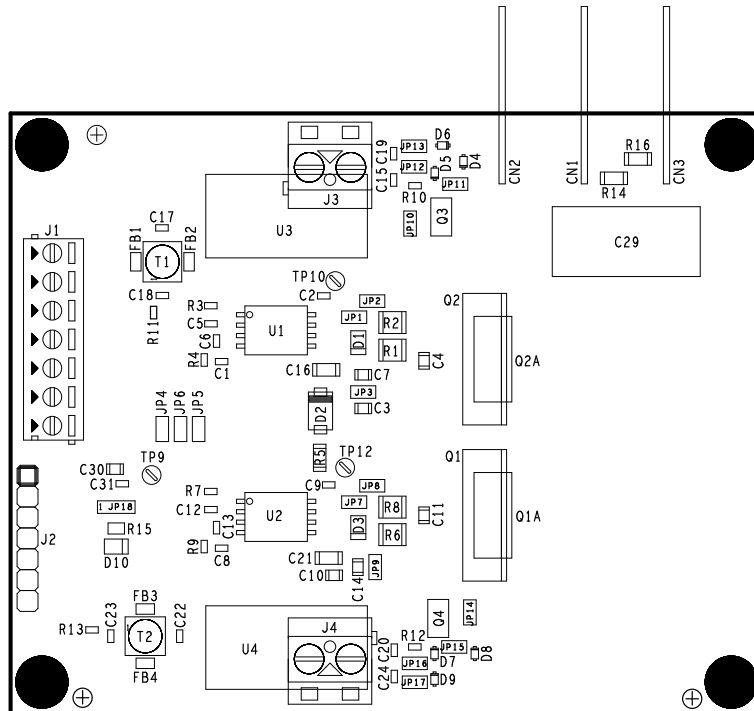 D6
JP13
C19
D5
D4
R16
JP12
C15
JP11
R10
CN2
CN1
CN3
R14
J3
JP10
Q3
U3
C29
J1
C17
FB1
FB2
T1
TP10
C18
C2
JP2
Q2
R11
R3
JP1
C5
U1
R2
D1
C6
R1
R4
C1
C16
C7
C4
Q2A
JP3
D2
C3
JP4
JP6
JP5
TP9
R5
TP12
Q1
C30
C31
C9
JP8
R7
JP7
1 JP18
C12
U2
R8
C11
Q1A
C13
D3
R15
R6
J2
R9
C8
D10
C21
C14
JP9
C10
FB3
J4
Q4
JP14
R13
C23
T2
C22
U4
C20
R12
JP15
D7
D8
JP16
FB4
C24
JP17
D9